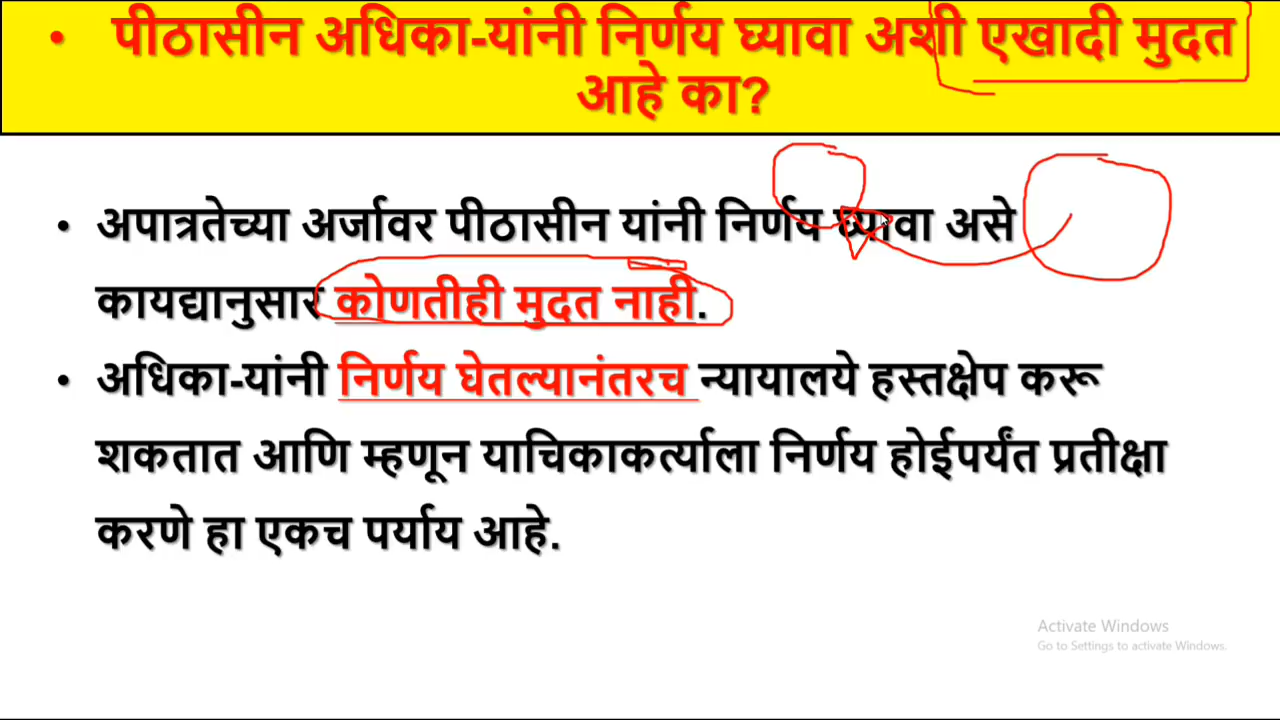 • पीठासीन अधिका-यांनी निर्णय घ्यावा अशी एखादी मुदत
आहे का?
• अपात्रतेच्या अर्जावर पीठासीन यांनी निर्णय घ्यावा असे
कायद्यानुसार कोणतीही मुदत नाही.
• अधिका-यांनी निर्णय घेतल्यानंतरच न्यायालये हस्तक्षेप करू
शकतात आणि म्हणून याचिकाकर्त्याला निर्णय होईपर्यंत प्रतीक्षा
करणे हा एकच पर्याय आहे.
Activate Windows
Go to Settings to activate Windows.